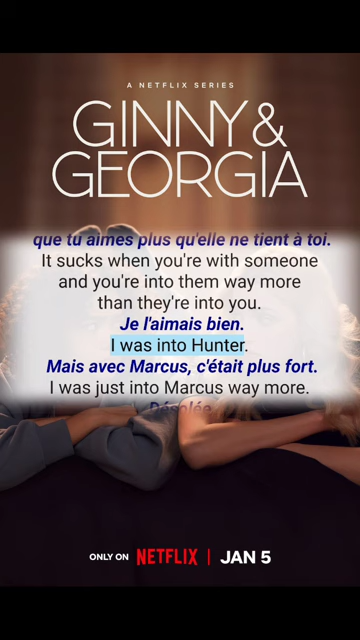 A NETFLIX SERIES
GINNY &
GEORGIA
que tu aimes plus qu'elle ne tient à toi.
It sucks when you're with someone
and you're into them way more
than they're into you.
Je l'aimais bien.
I was into Hunter.
Mais avec Marcus, c'était plus fort.
I was just into Marcus way more.
Désolée
ONLY ON NETFLIX | JAN 5